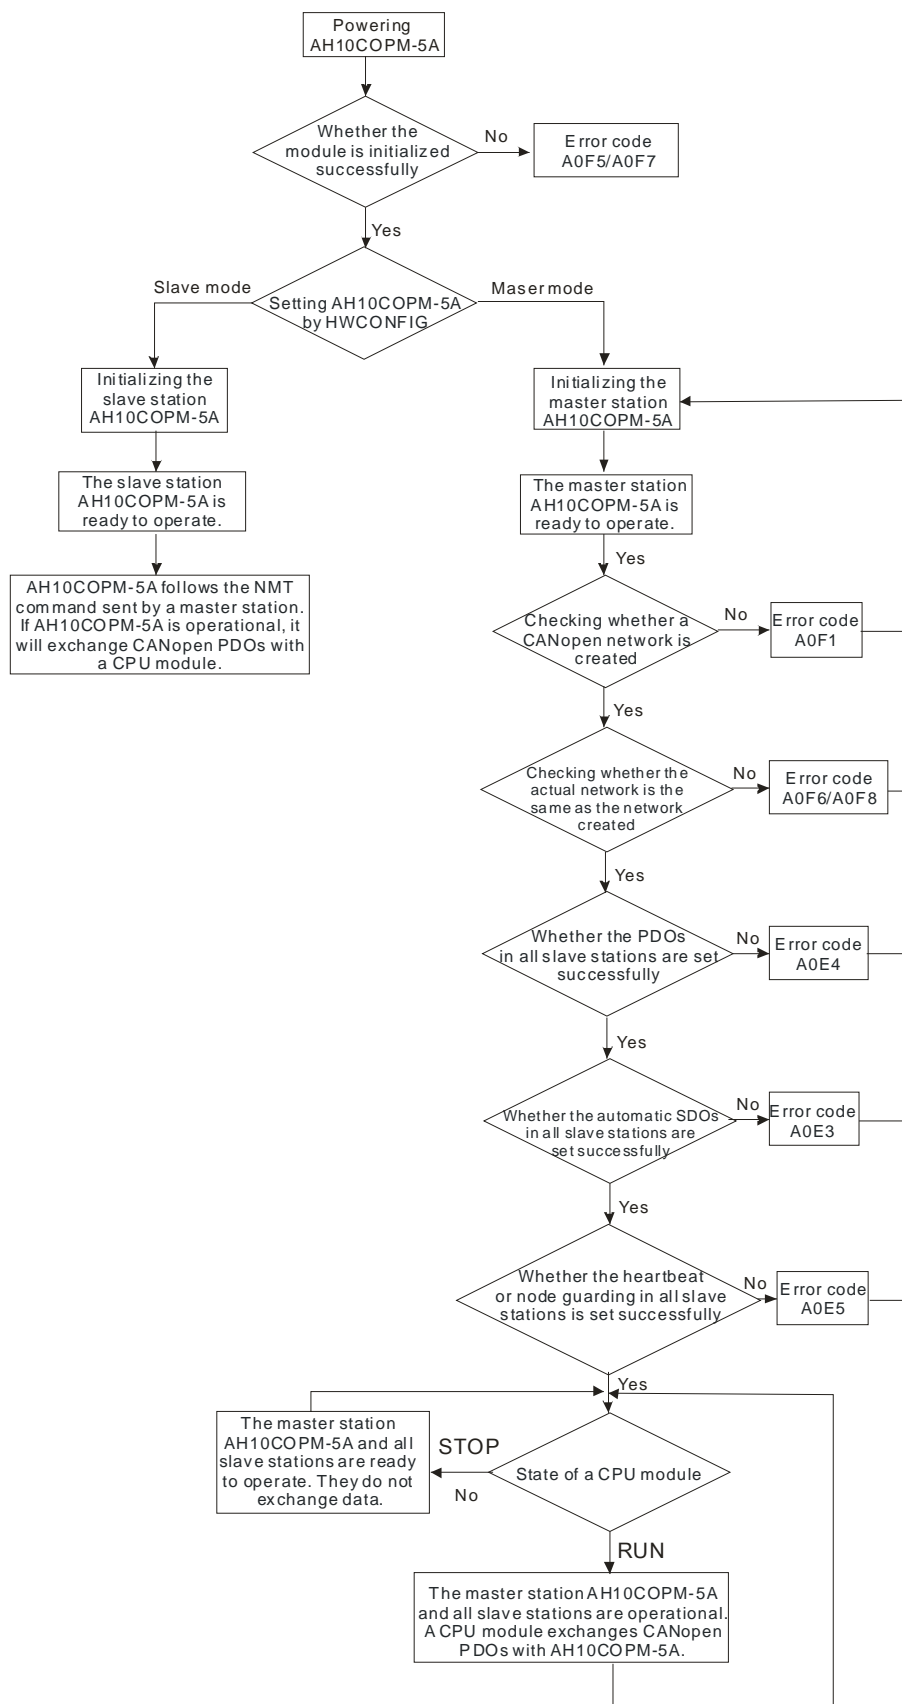 Powering
AH10COPM-5A
Whether the
module is initialized
successfully
No
Error code
A0F5/A0F7
Yes
Slave mode
Setting AH10COPM-5A
by HWCONFIG
Maser mode
Initializing the
slave station
AH10COPM-5A
Initializing the
master station
AH10COPM-5A
The slave station
AH10COPM-5A is
ready to operate.
The master station
AH10COPM-5A is
ready to operate.
Yes
AH10COPM-5A follows the NMT
command sent by a master station.
If AH10COPM-5A is operational, it
will exchange CANopen PDOs with
a CPU module.
Checking whether a
CANopen network is
created
No
Error code
A0F1
Yes
Checking whether the
actual network is the
same as the network
created
No
Error code
A0F6/A0F8
Yes
Whether the PDOs
in all slave stations are set
successfully
No
Error code
A0E4
Yes
Whether the automatic SDOs
in all slave stations are
set successfully
No
Error code
A0E3
Yes
Whether the heartbeat
or node guarding in all slave
stations is set successfully
No
Error code
A0E5
Yes
The master station
AH10COPM-5A and all
slave stations are ready
to operate. They do not
exchange data.
STOP
No
State of a CPU module
RUN
The master station AH10COPM-5A
and all slave stations are operational.
A CPU module exchanges CANopen
PDOs with AH10COPM-5A.